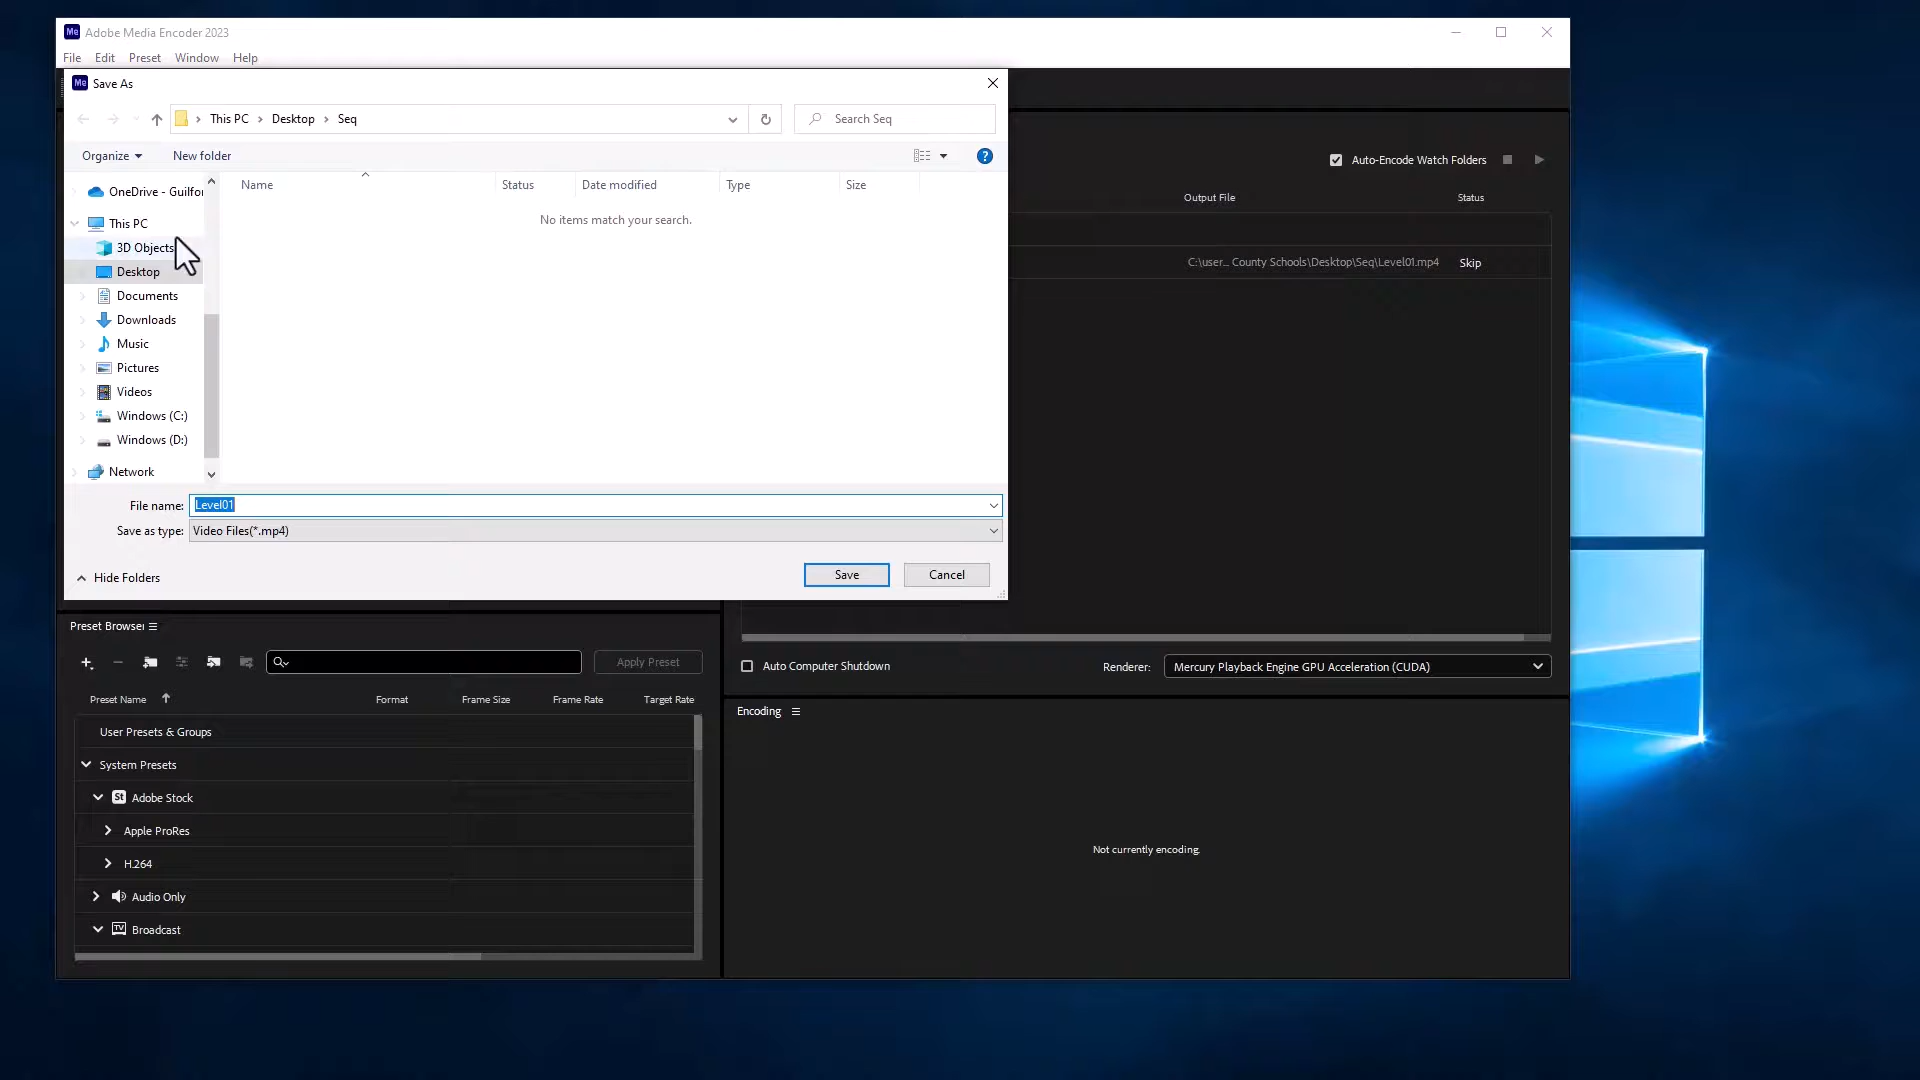 Me Adobe Media Encoder 2023
File Edit Preset Window Help
Me Save As
This PC > Desktop > Seq
Search Seq
Organize New folder
?
Auto-Encode Watch Folders
OneDrive - Guilfor
This PC
3D Objects
Desktop
Documents
Downloads
Music
Pictures
Videos
Windows (C:)
Windows (D:)
Network
Name Status Date modified Type Size
No items match your search.
Output File Status
C:\user... County Schools\Desktop\Seq\Level01.mp4 Skip
File name: Level01
Save as type: Video Files(*.mp4)
Hide Folders
Save Cancel
Preset Browser
Apply Preset
Preset Name Format Frame Size Frame Rate Target Rate
User Presets & Groups
System Presets
St Adobe Stock
Apple ProRes
H.264
Audio Only
TV Broadcast
Auto Computer Shutdown
Renderer: Mercury Playback Engine GPU Acceleration (CUDA)
Encoding
Not currently encoding.